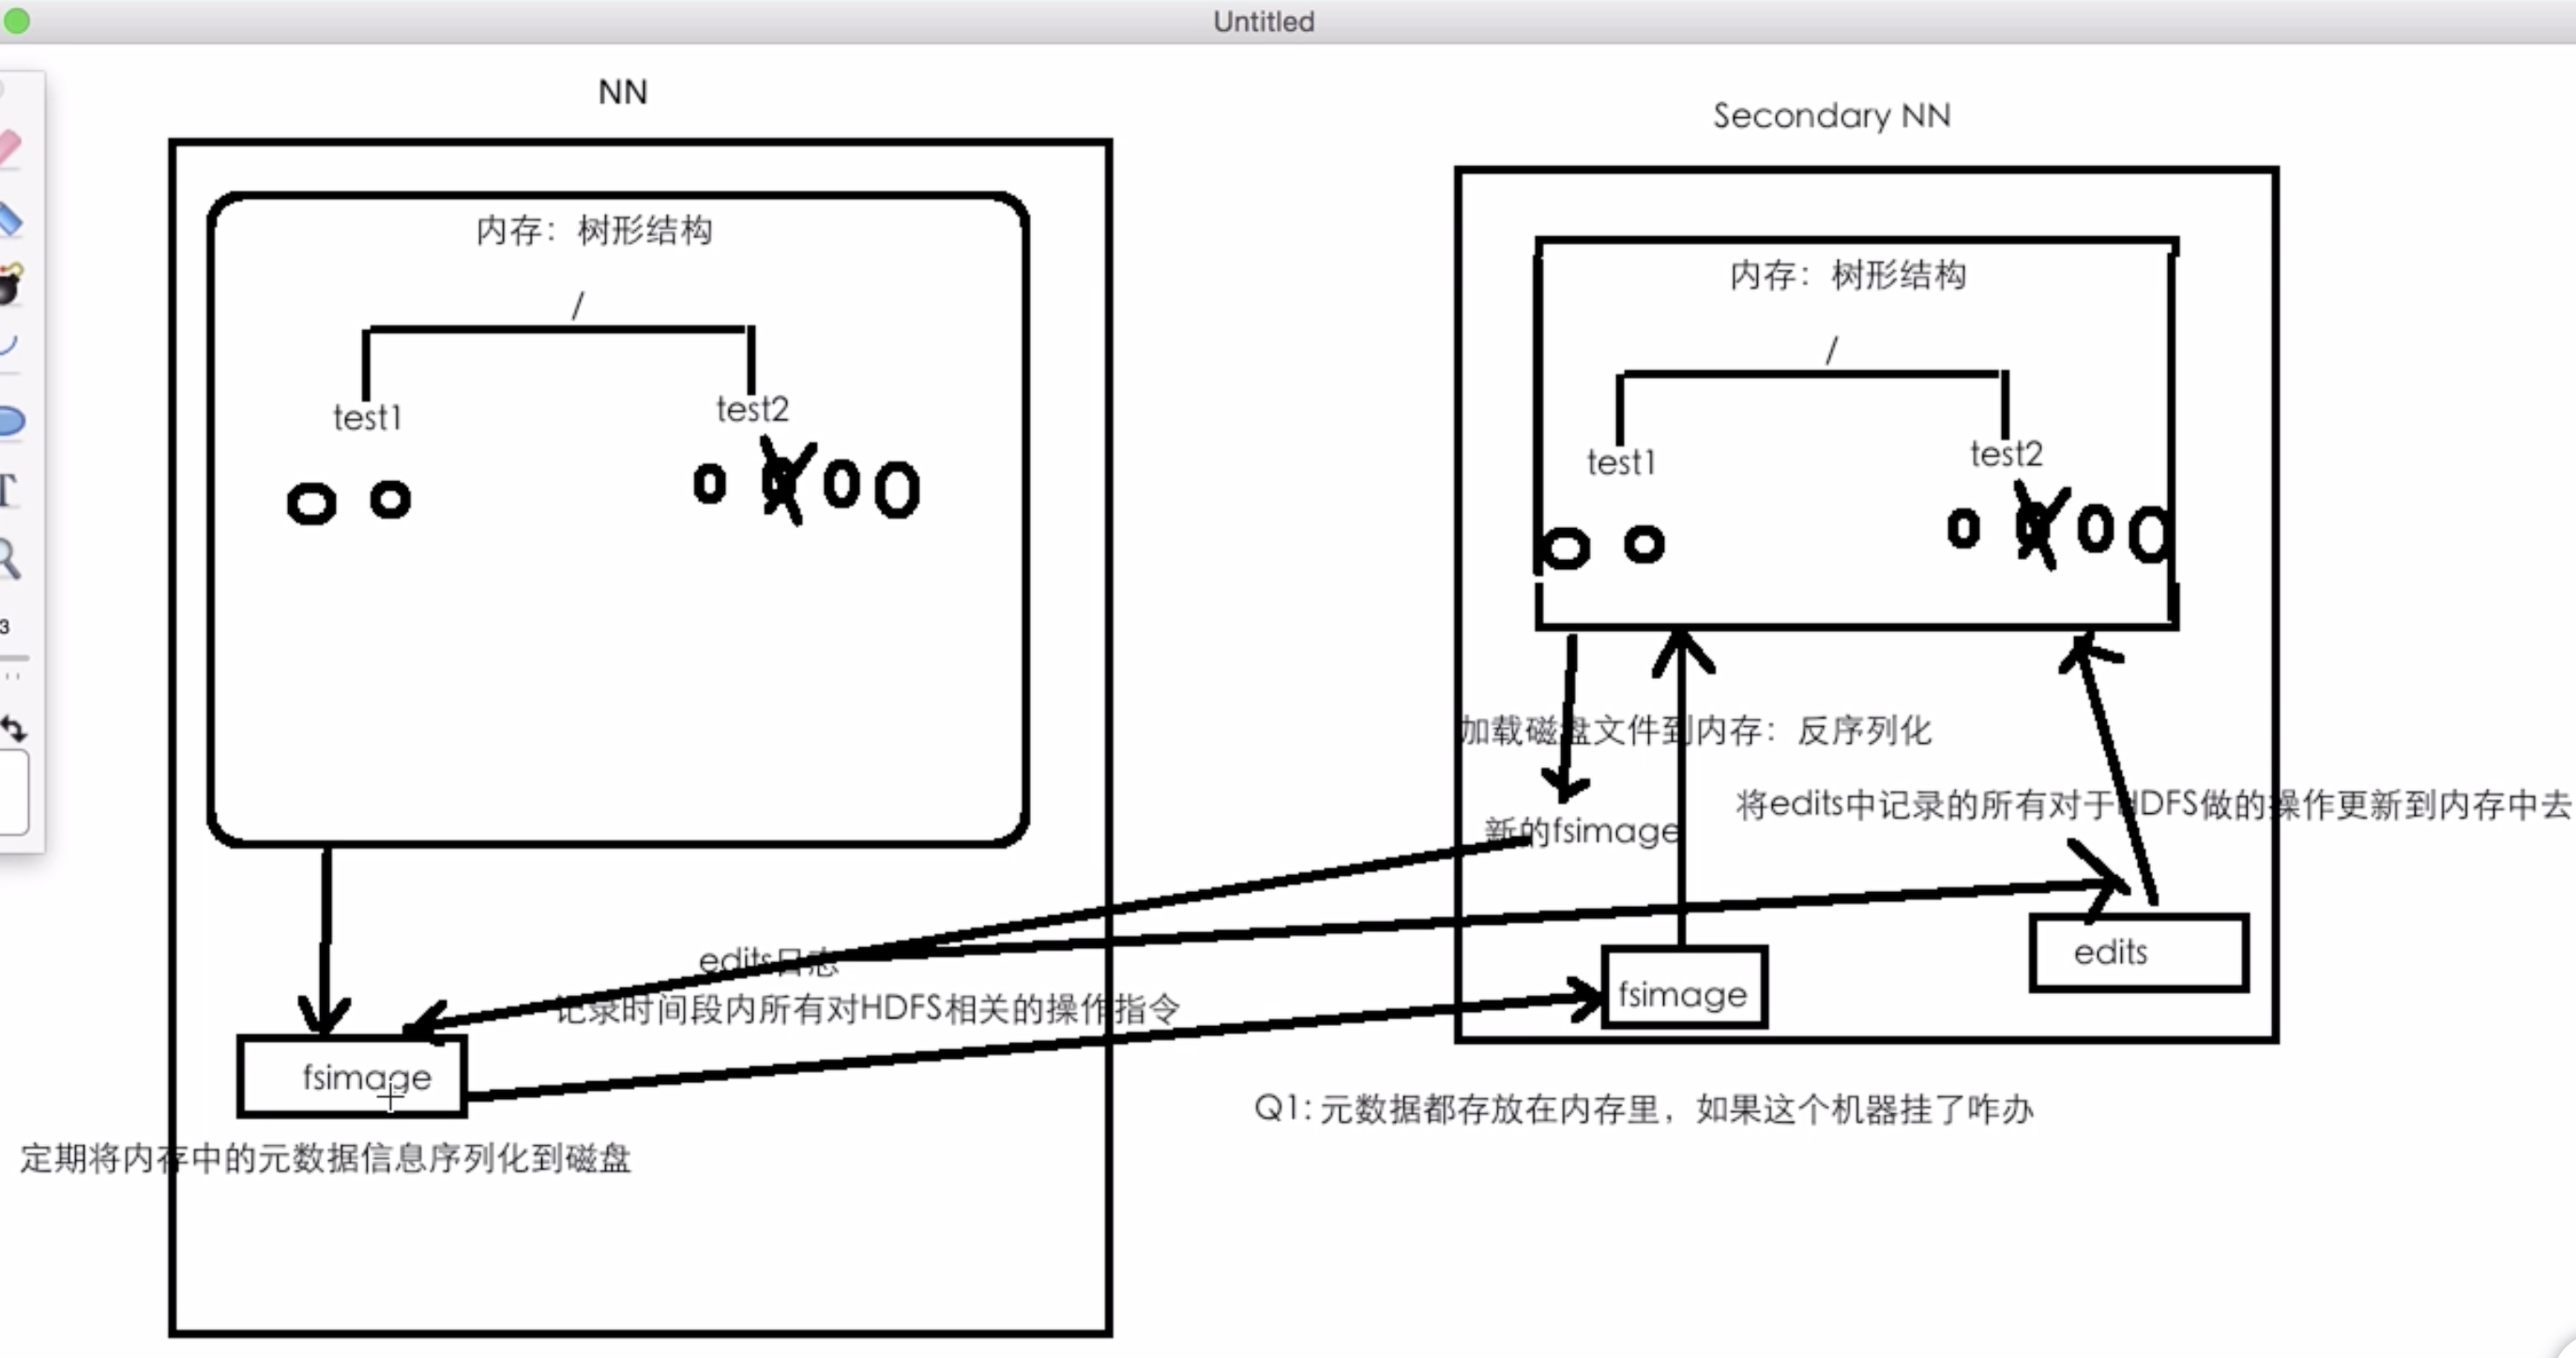 Untitled
NN
内存：树形结构
/
test1
test2
edits日志
记录时间段内所有对HDFS相关的操作指令
fsimage
定期将内存中的元数据信息序列化到磁盘
Secondary NN
内存：树形结构
/
test1
test2
加载磁盘文件到内存：反序列化
将edits中记录的所有对于HDFS做的操作更新到内存中去
新的fsimage
edits
fsimage
Q1: 元数据都存放在内存里，如果这个机器挂了咋办
T
3